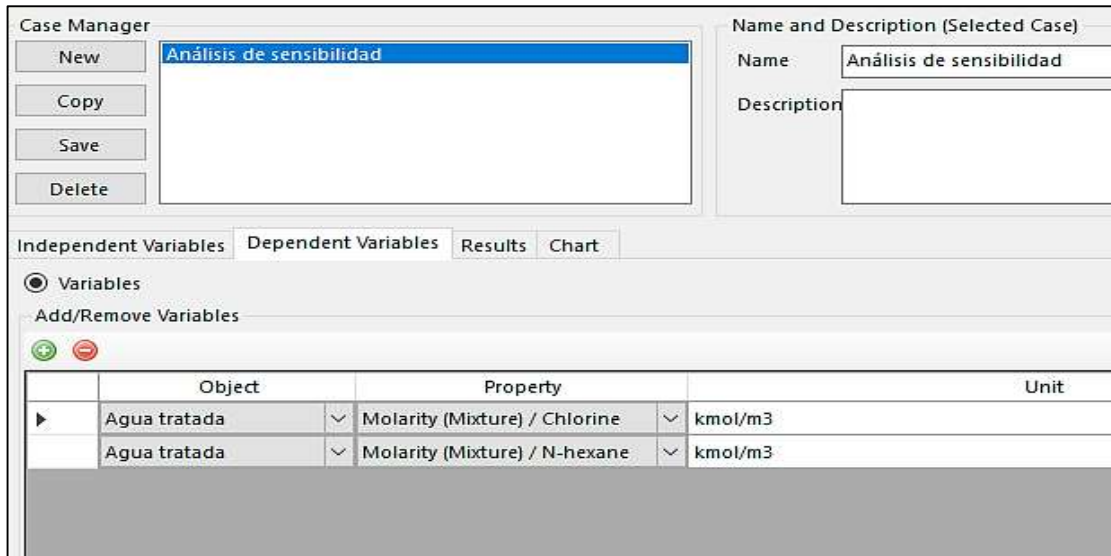 Case Manager
New
Copy
Save
Delete
Análisis de sensibilidad
Name and Description (Selected Case)
Name Análisis de sensibilidad
Description
Independent Variables Dependent Variables Results Chart
Variables
Add/Remove Variables
Object Property Unit
Agua tratada Molarity (Mixture) / Chlorine kmol/m3
Agua tratada Molarity (Mixture) / N-hexane kmol/m3